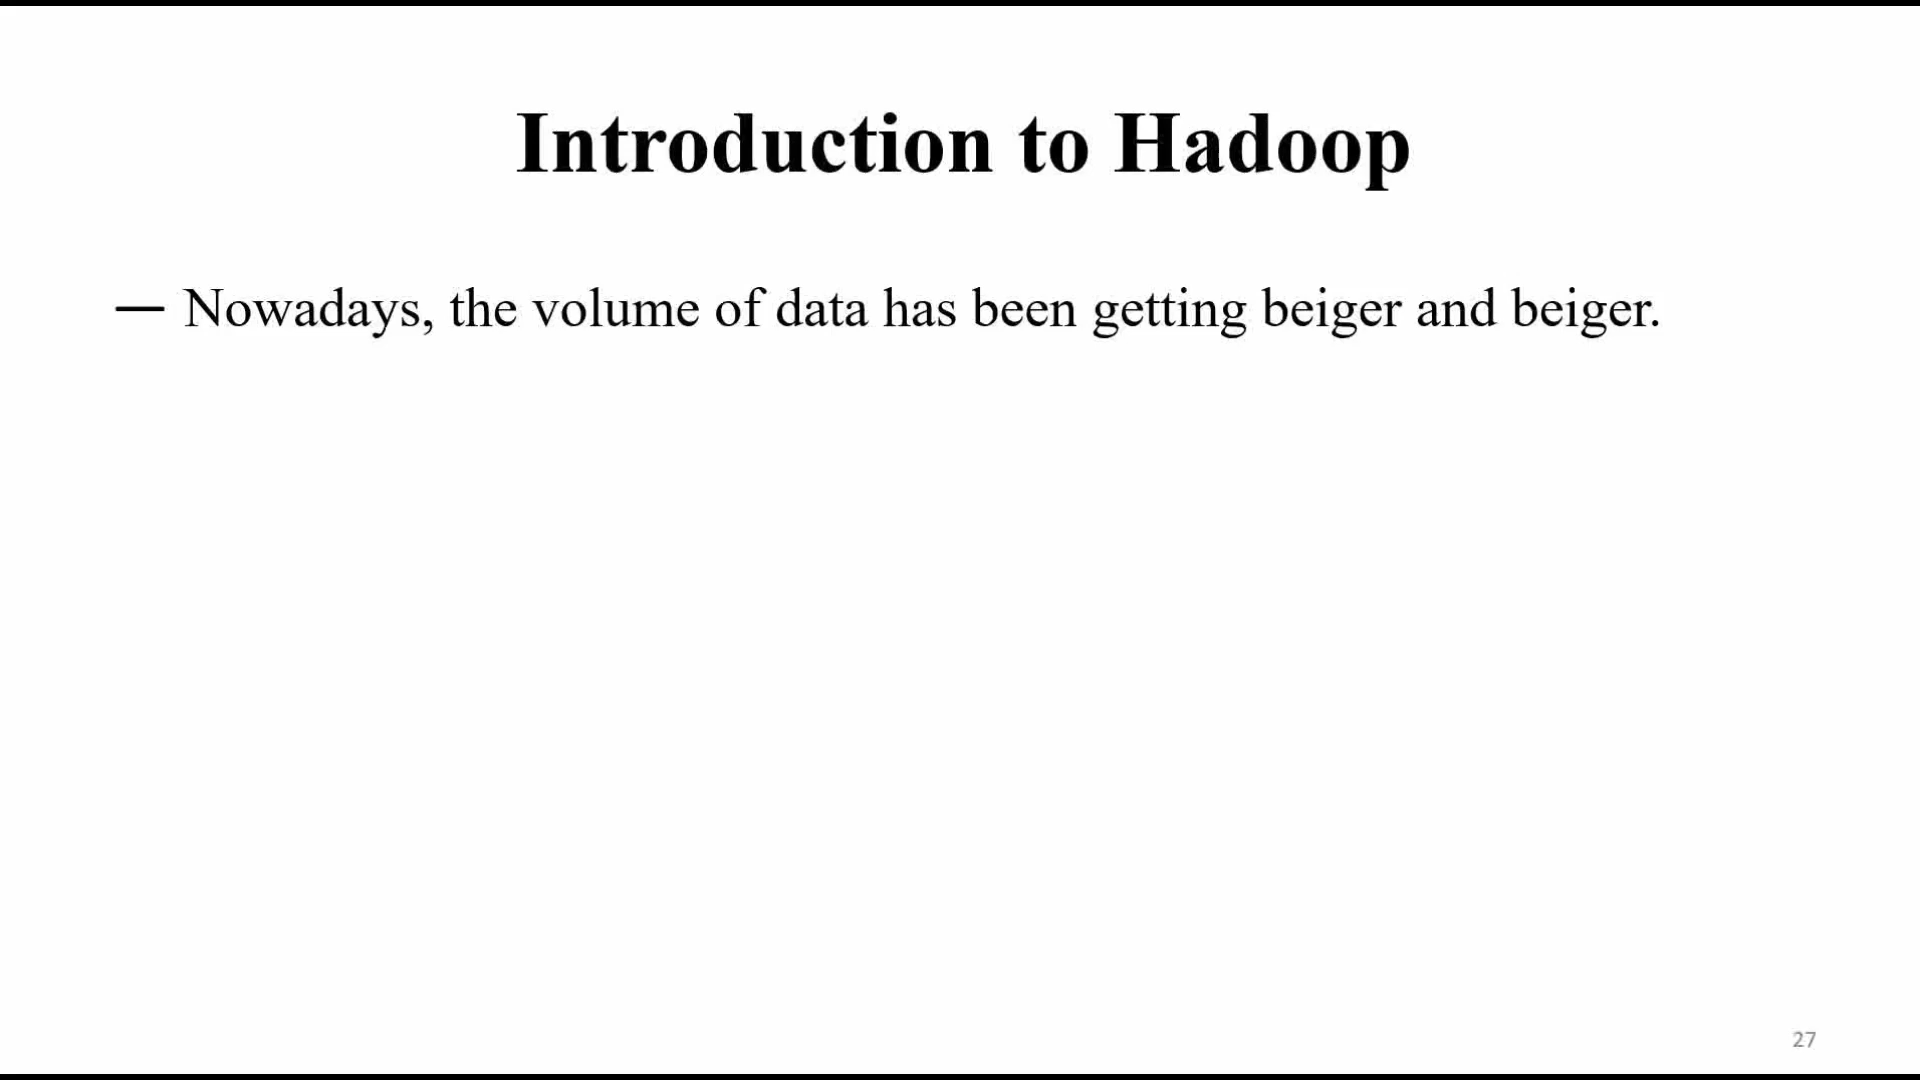 Introduction to Hadoop
— Nowadays, the volume of data has been getting beiger and beiger.
27